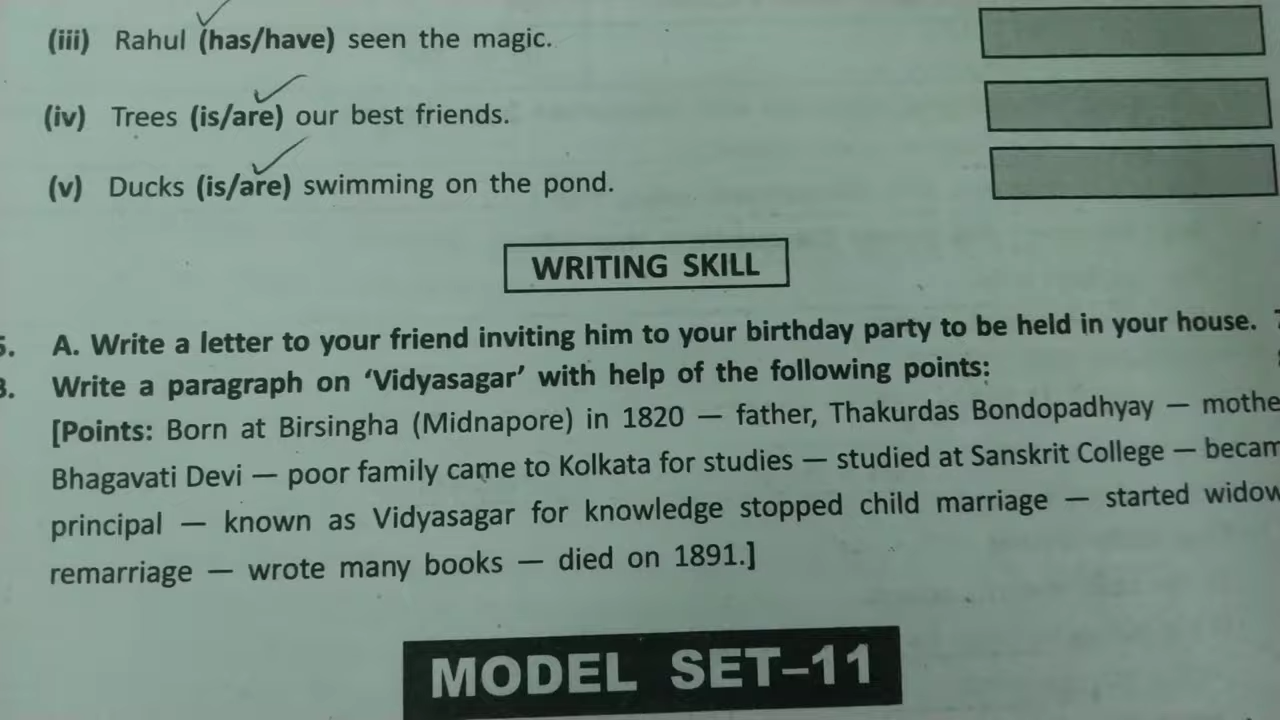 (iii) Rahul (has/have) seen the magic.
(iv) Trees (is/are) our best friends.
(v) Ducks (is/are) swimming on the pond.
WRITING SKILL
A. Write a letter to your friend inviting him to your birthday party to be held in your house.
Write a paragraph on ‘Vidyasagar’ with help of the following points:
[Points: Born at Birsingha (Midnapore) in 1820 — father, Thakurdas Bondopadhyay — mothe
Bhagavati Devi — poor family came to Kolkata for studies — studied at Sanskrit College — becam
principal — known as Vidyasagar for knowledge stopped child marriage — started widow
remarriage — wrote many books — died on 1891.]
MODEL SET–11